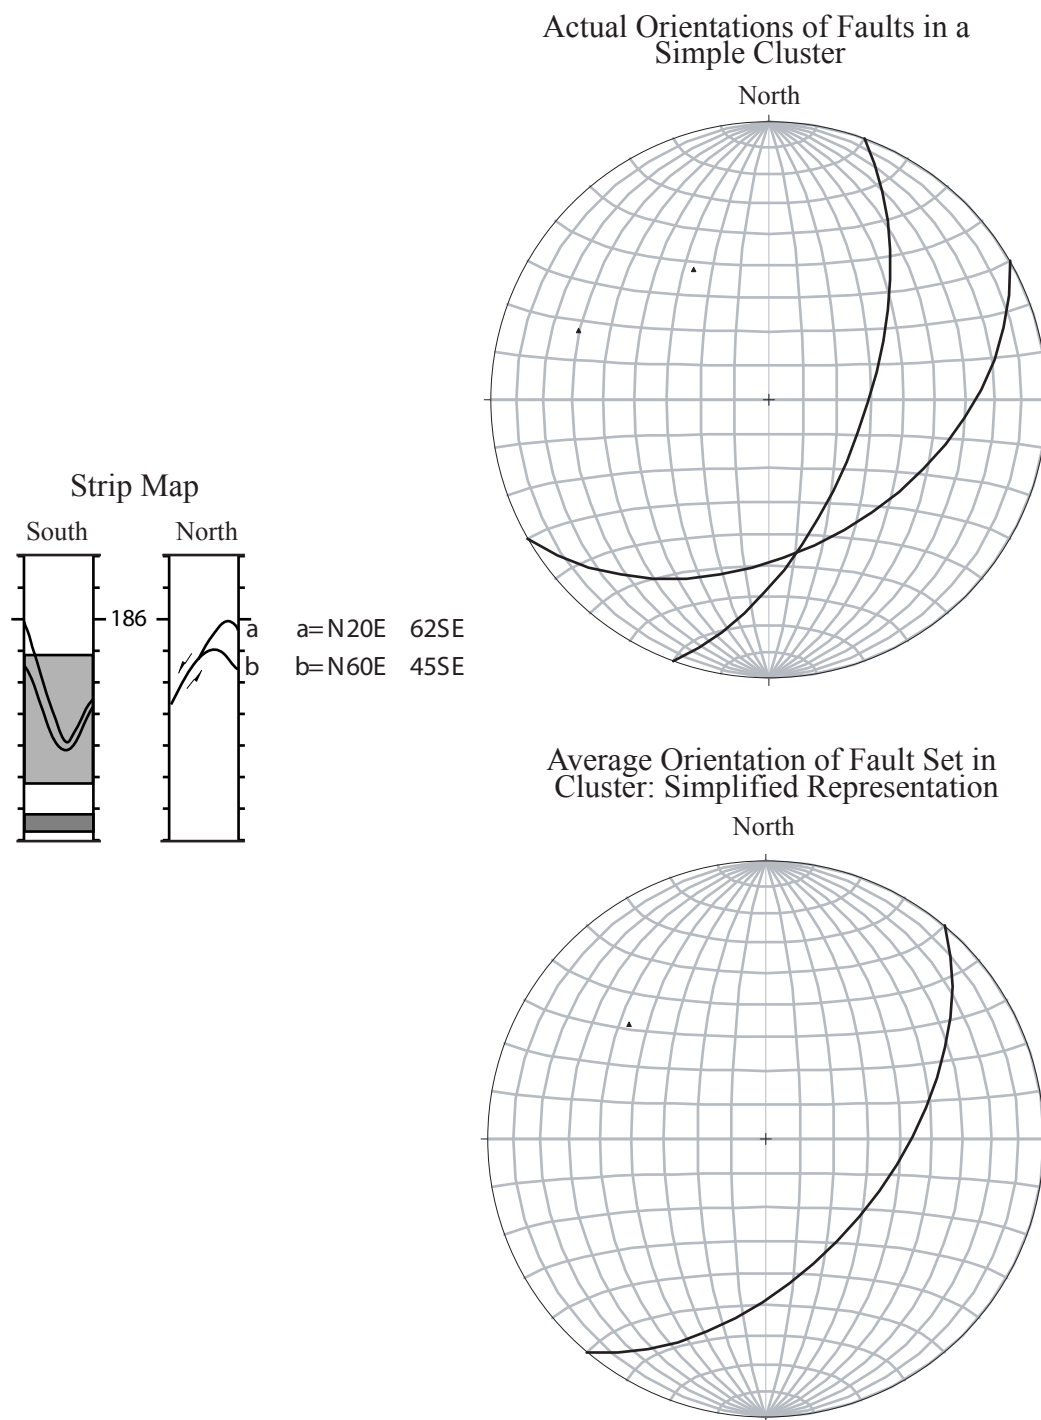 Actual Orientations of Faults in a
Simple Cluster
North
Strip Map
South North
186
a a=N20E 62SE
b b=N60E 45SE
Average Orientation of Fault Set in
Cluster: Simplified Representation
North